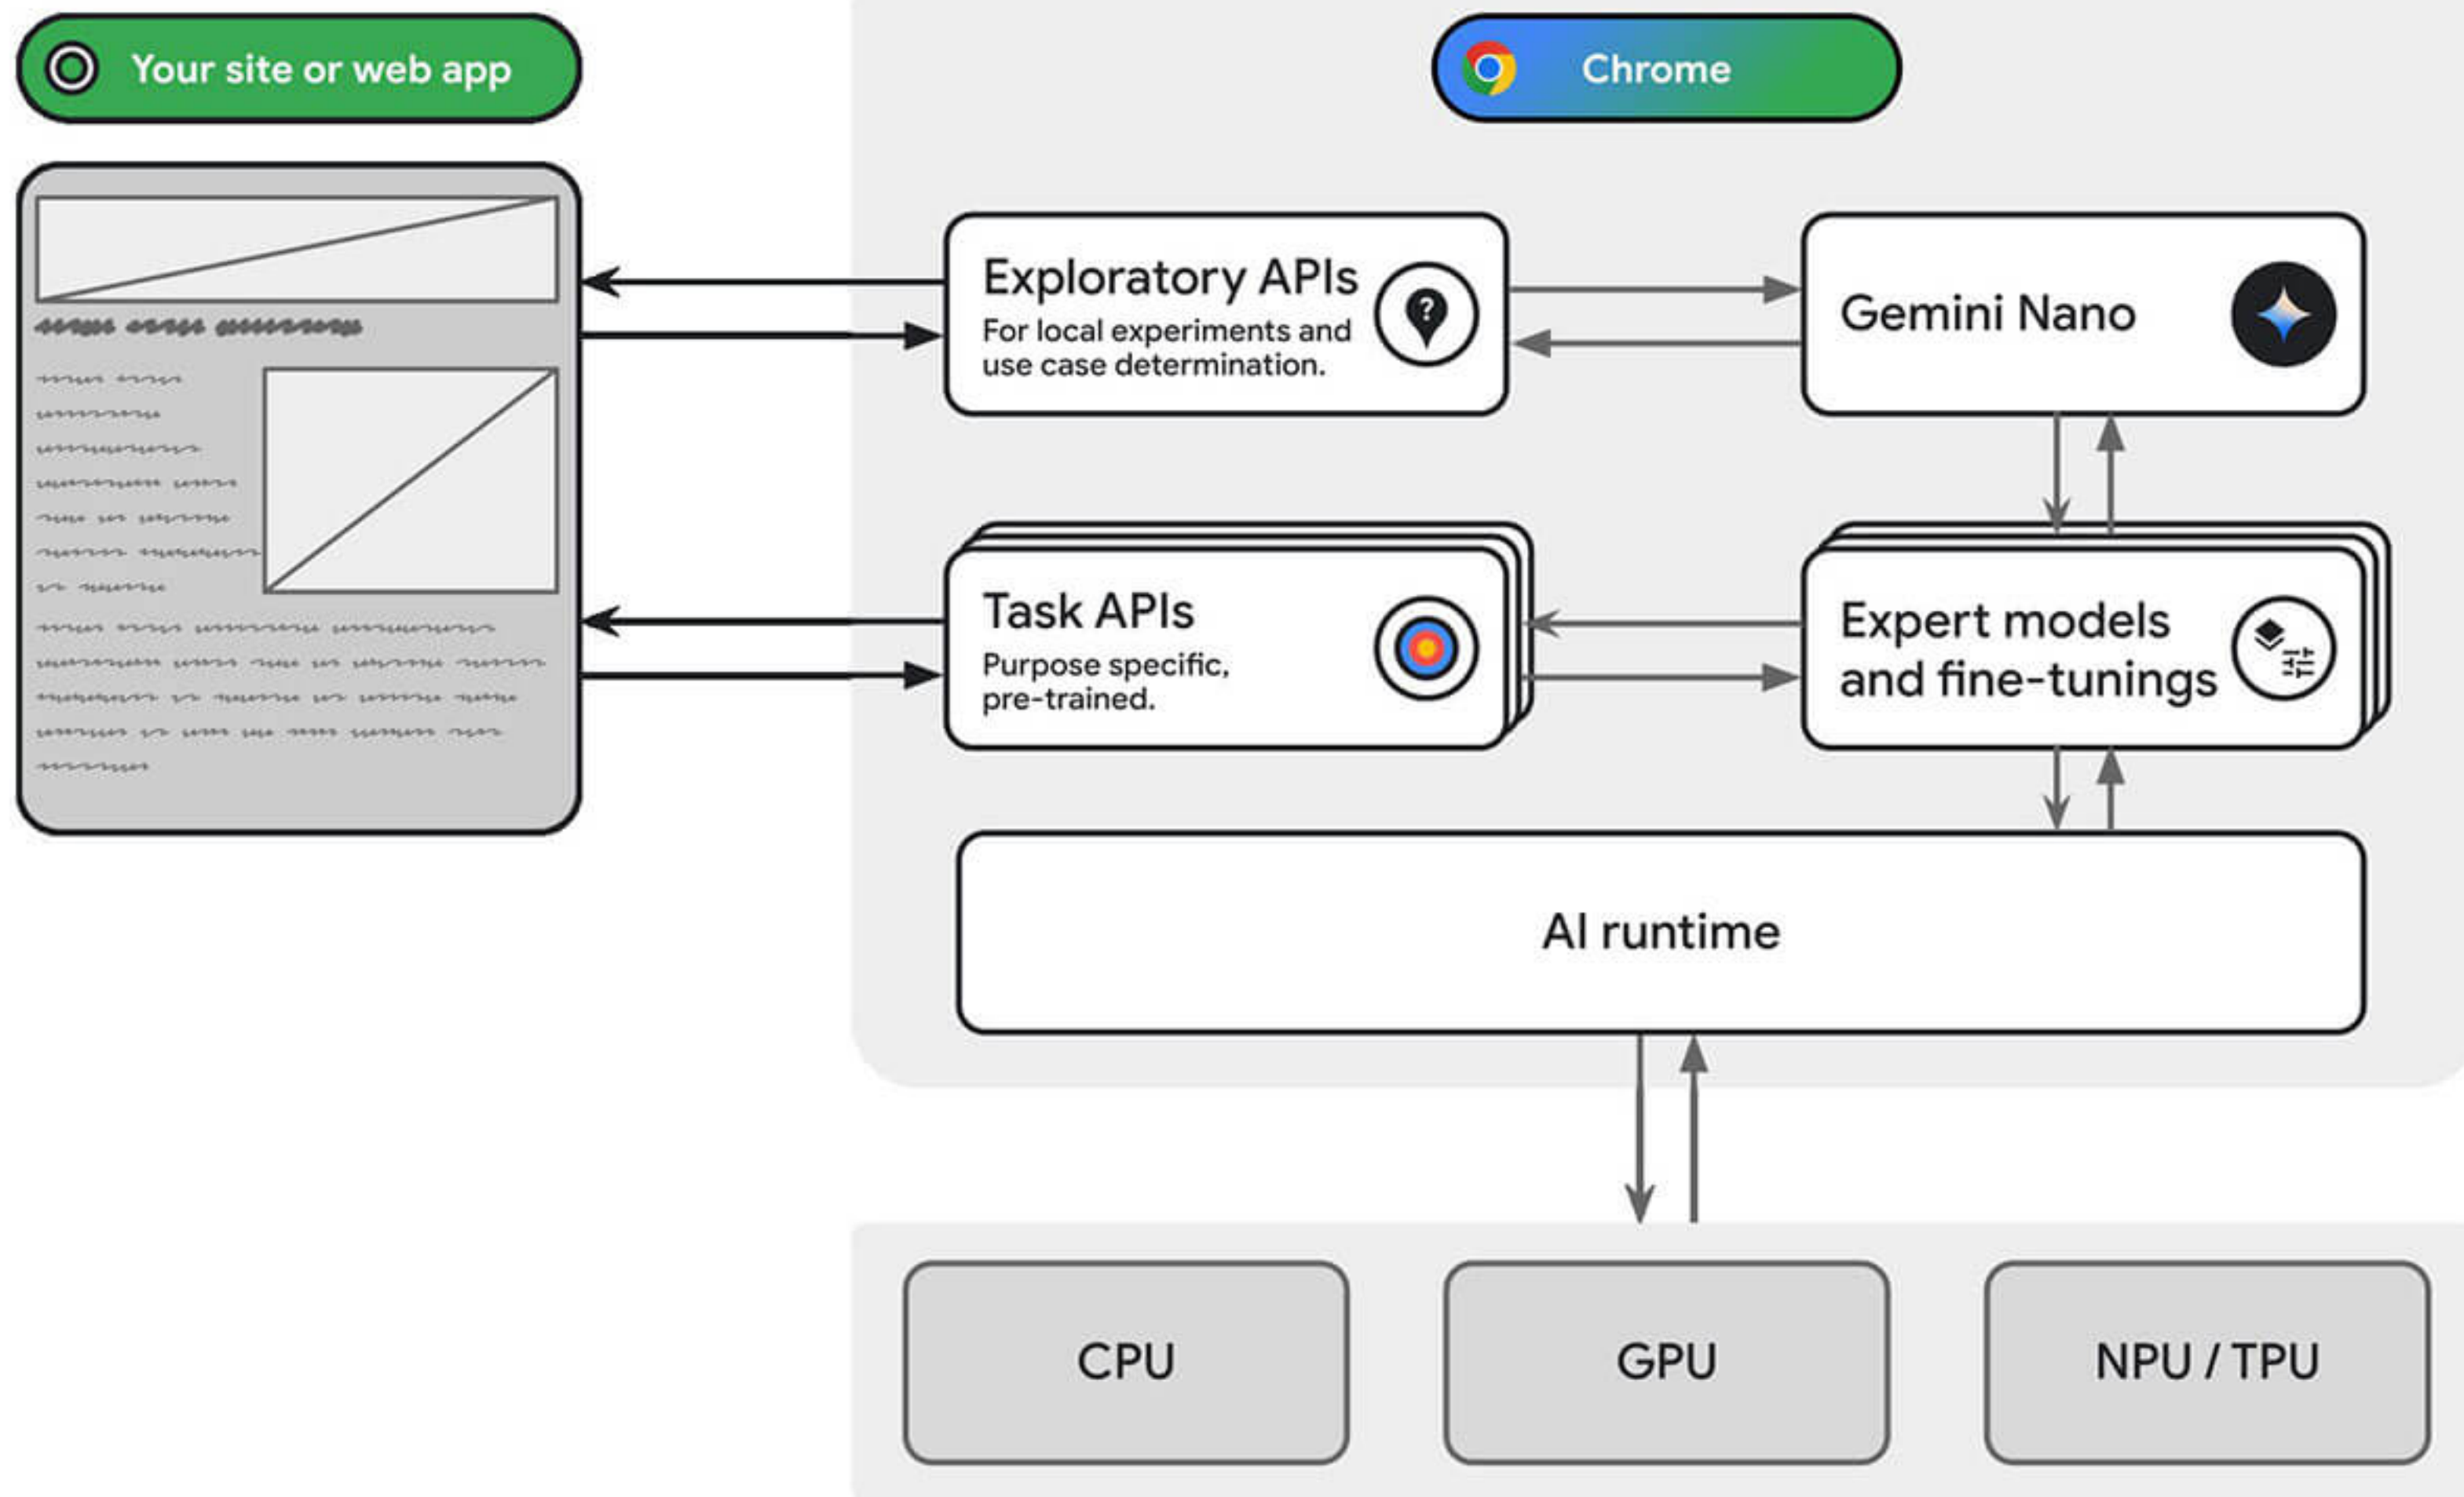 Your site or web app
Chrome
Exploratory APIs
For local experiments and
use case determination.
?
Gemini Nano
Task APIs
Purpose specific,
pre-trained.
Expert models
and fine-tunings
AI runtime
CPU
GPU
NPU / TPU